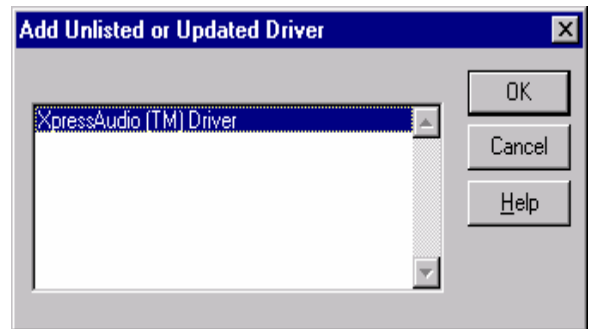 Add Unlisted or Updated Driver
XpressAudio (TM) Driver
OK
Cancel
Help